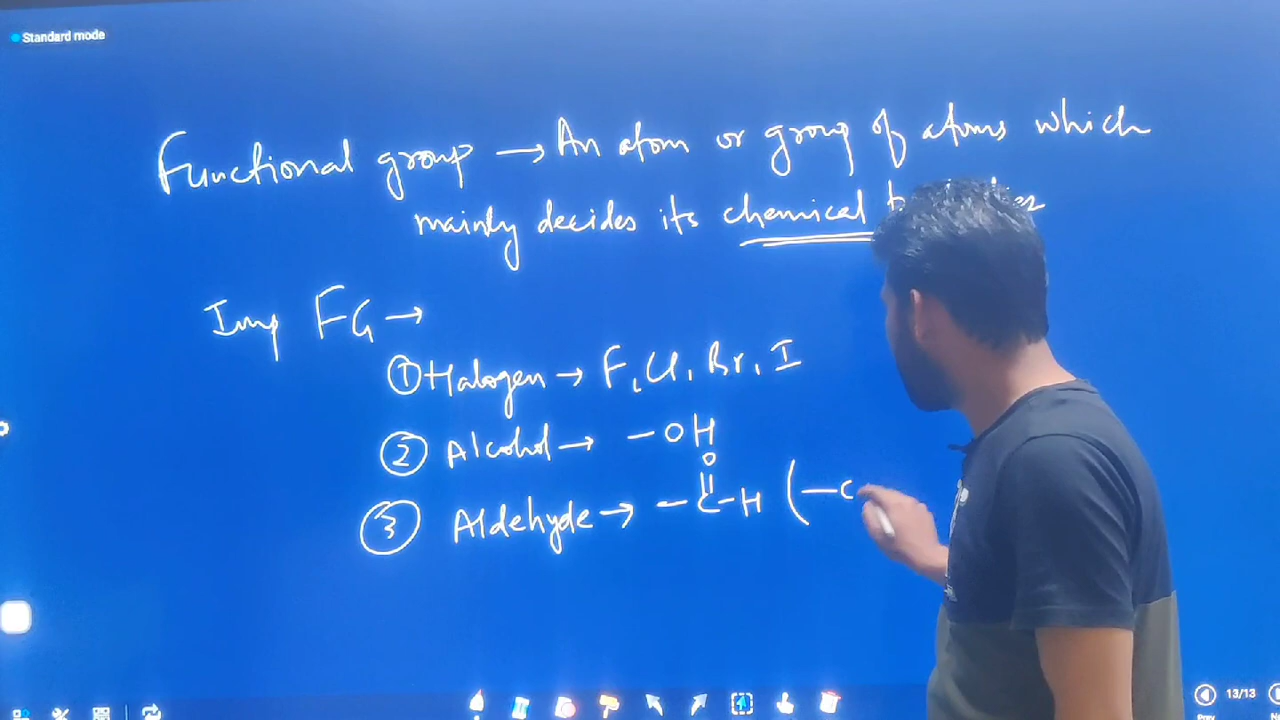 Standard mode
Functional group → An atom or group of atoms which
mainly decides its chemical
Imp FG →
① Halogen → F, Cl, Br, I
② Alcohol → -OH
O
||
③ Aldehyde → -C-H (-C
13/13